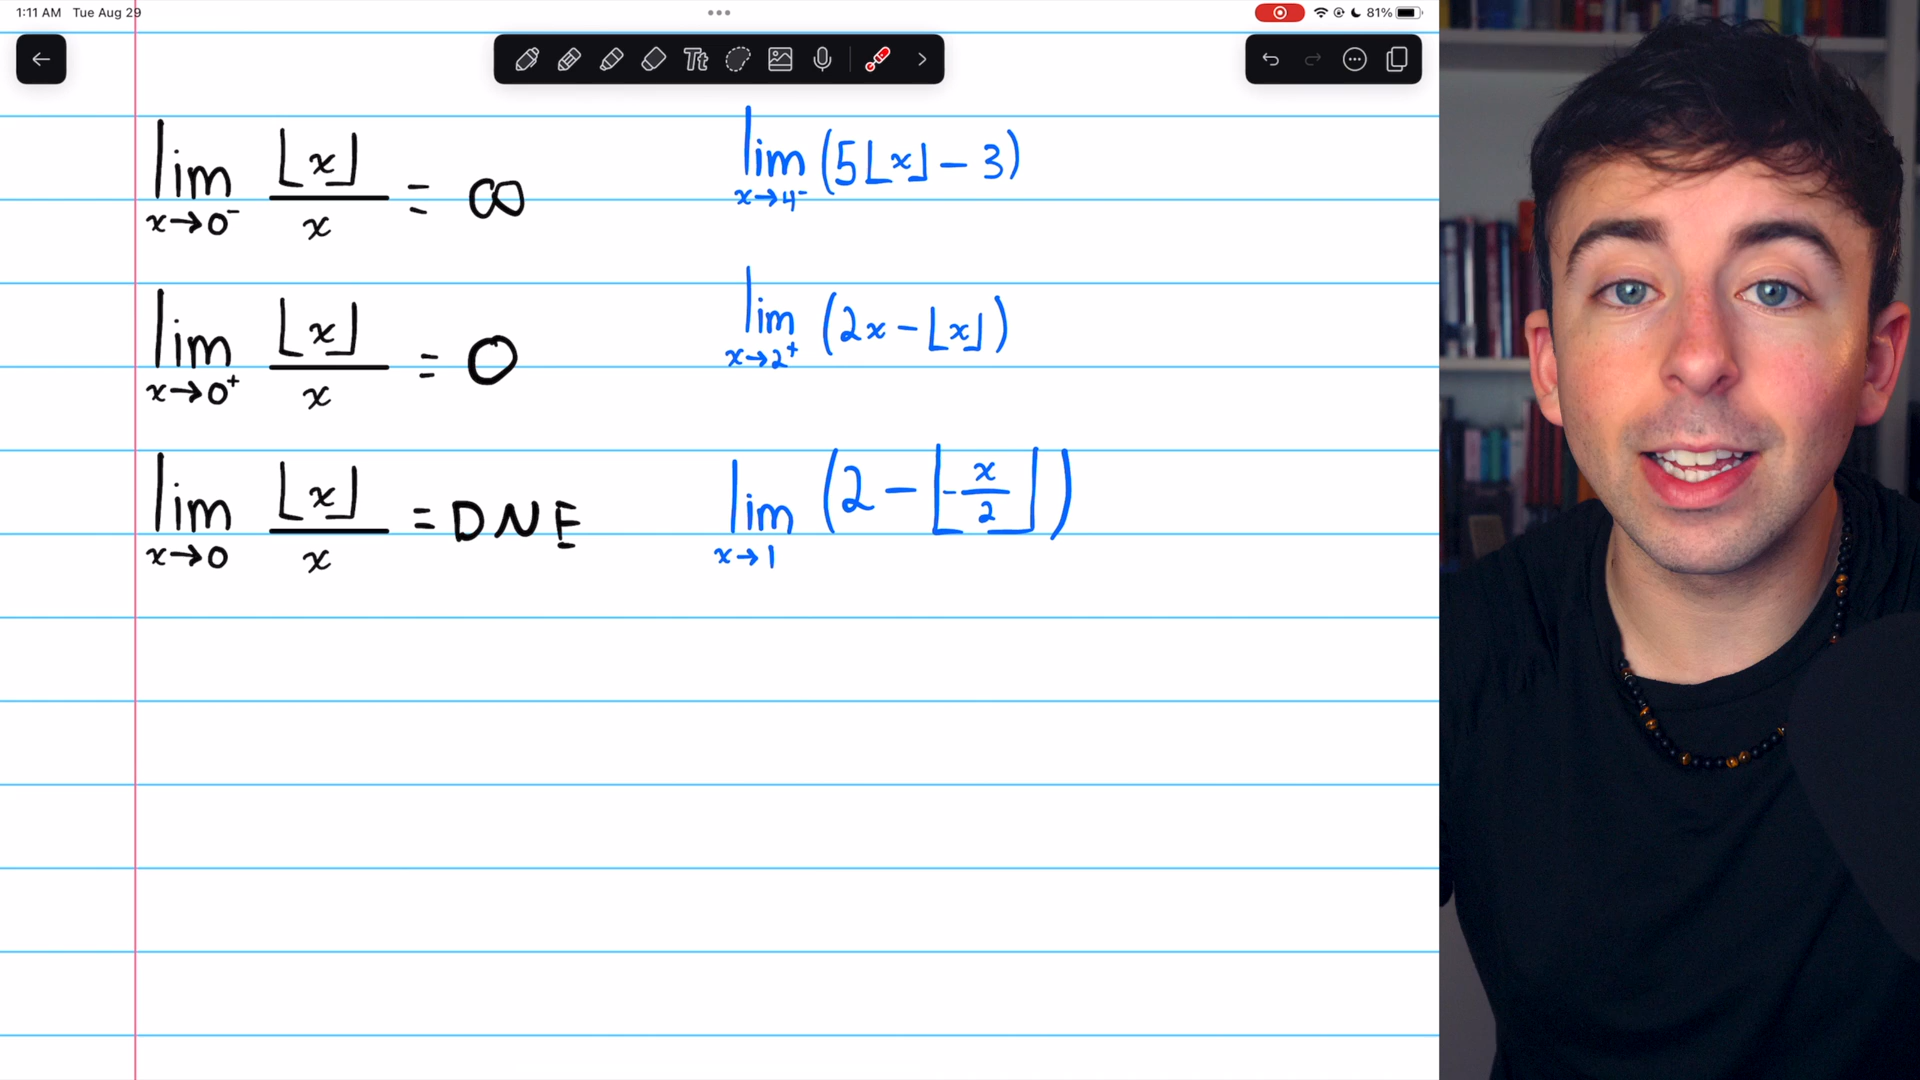 1:11 AM Tue Aug 29
81%
Tt
lim x→0⁻ ⌊x⌋/x = ∞
lim x→0⁺ ⌊x⌋/x = 0
lim x→0 ⌊x⌋/x = DNE
lim x→4⁻ (5⌊x⌋ − 3)
lim x→2⁺ (2x − ⌊x⌋)
lim x→1 (2 − ⌊-x/2⌋)